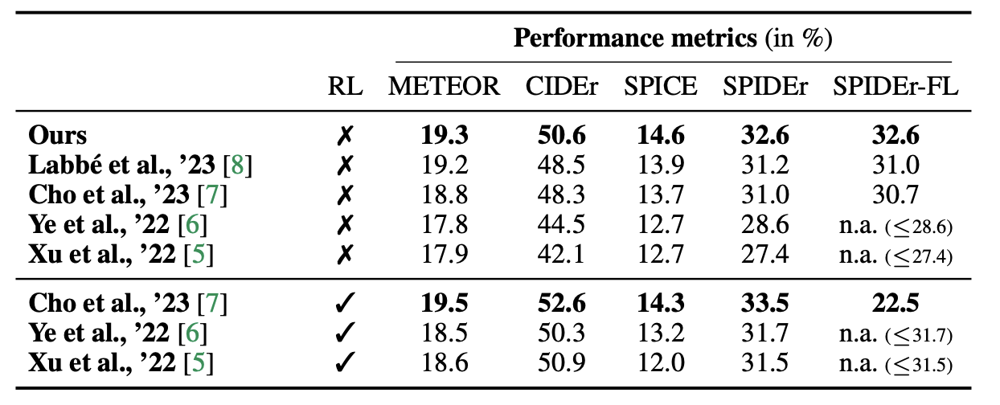 Performance metrics (in %)
RL METEOR CIDEr SPICE SPIDEr SPIDEr-FL
Ours ✗ 19.3 50.6 14.6 32.6 32.6
Labbé et al., ’23 [8] ✗ 19.2 48.5 13.9 31.2 31.0
Cho et al., ’23 [7] ✗ 18.8 48.3 13.7 31.0 30.7
Ye et al., ’22 [6] ✗ 17.8 44.5 12.7 28.6 n.a. (≤28.6)
Xu et al., ’22 [5] ✗ 17.9 42.1 12.7 27.4 n.a. (≤27.4)
Cho et al., ’23 [7] ✓ 19.5 52.6 14.3 33.5 22.5
Ye et al., ’22 [6] ✓ 18.5 50.3 13.2 31.7 n.a. (≤31.7)
Xu et al., ’22 [5] ✓ 18.6 50.9 12.0 31.5 n.a. (≤31.5)